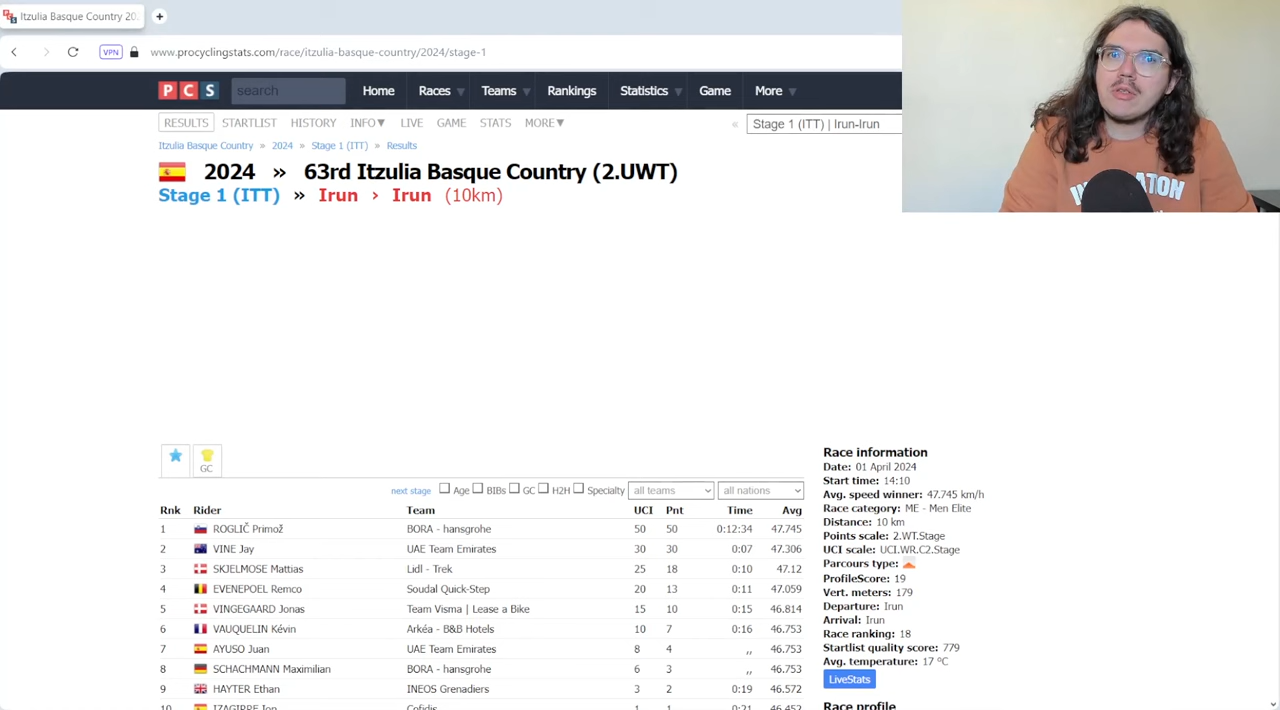 Itzulia Basque Country 20
+
VPN www.procyclingstats.com/race/itzulia-basque-country/2024/stage-1
P C S search Home Races ▼ Teams ▼ Rankings Statistics ▼ Game More ▼
RESULTS STARTLIST HISTORY INFO▼ LIVE GAME STATS MORE▼ « Stage 1 (ITT) | Irun-Irun
Itzulia Basque Country » 2024 » Stage 1 (ITT) » Results
2024 » 63rd Itzulia Basque Country (2.UWT)
Stage 1 (ITT) » Irun › Irun (10km)
GC
next stage Age BIBs GC H2H Specialty all teams all nations
Rnk Rider Team UCI Pnt Time Avg
1 ROGLIČ Primož BORA - hansgrohe 50 50 0:12:34 47.745
2 VINE Jay UAE Team Emirates 30 30 0:07 47.306
3 SKJELMOSE Mattias Lidl - Trek 25 18 0:10 47.12
4 EVENEPOEL Remco Soudal Quick-Step 20 13 0:11 47.059
5 VINGEGAARD Jonas Team Visma | Lease a Bike 15 10 0:15 46.814
6 VAUQUELIN Kévin Arkéa - B&B Hotels 10 7 0:16 46.753
7 AYUSO Juan UAE Team Emirates 8 4 ,, 46.753
8 SCHACHMANN Maximilian BORA - hansgrohe 6 3 ,, 46.753
9 HAYTER Ethan INEOS Grenadiers 3 2 0:19 46.572
10 IZAGIRRE Ion Cofidis 1 1 0:21 46.452
Race information
Date: 01 April 2024
Start time: 14:10
Avg. speed winner: 47.745 km/h
Race category: ME - Men Elite
Distance: 10 km
Points scale: 2.WT.Stage
UCI scale: UCI.WR.C2.Stage
Parcours type:
ProfileScore: 19
Vert. meters: 179
Departure: Irun
Arrival: Irun
Race ranking: 18
Startlist quality score: 779
Avg. temperature: 17 °C
LiveStats
Race profile